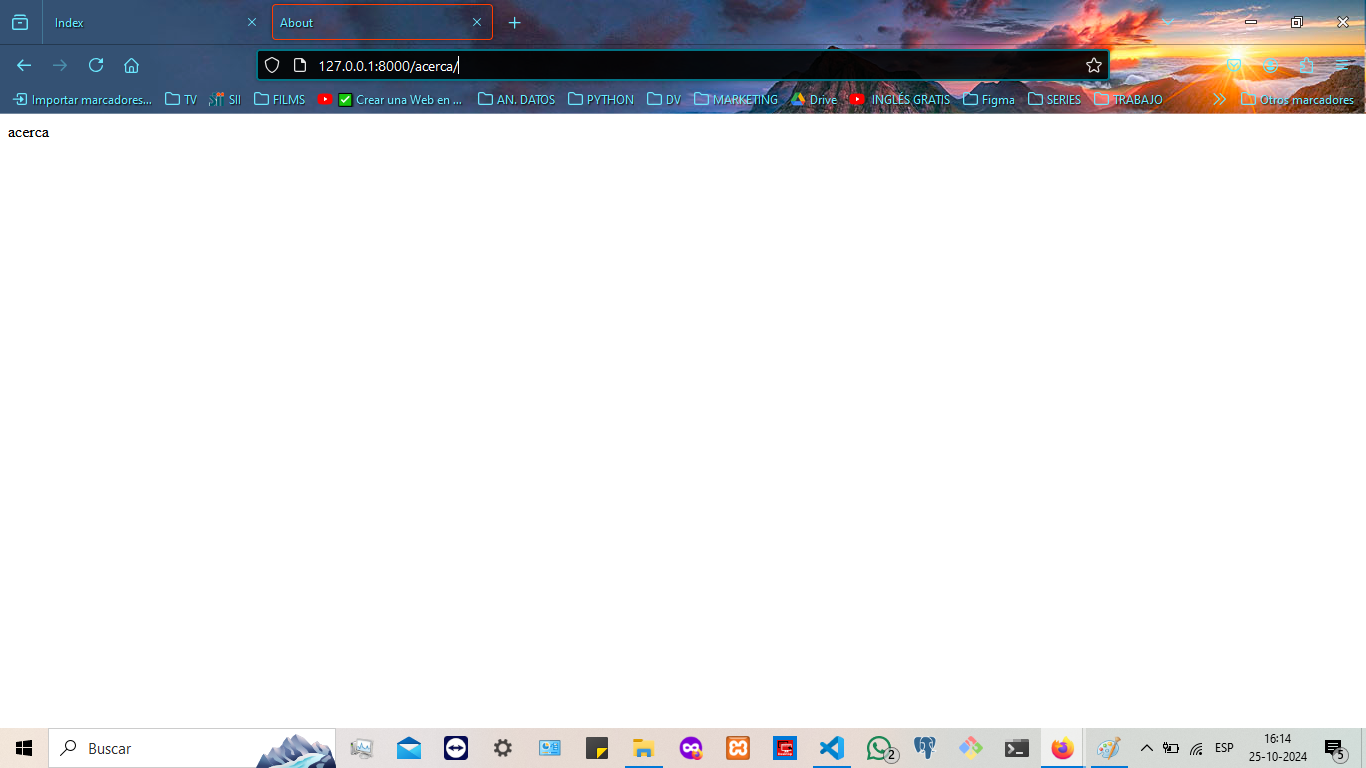 Index
About
127.0.0.1:8000/acerca/
Importar marcadores... TV SII FILMS Crear una Web en ... AN. DATOS PYTHON DV MARKETING Drive INGLÉS GRATIS Figma SERIES TRABAJO Otros marcadores
acerca
Buscar
2
ESP
16:14
25-10-2024
5